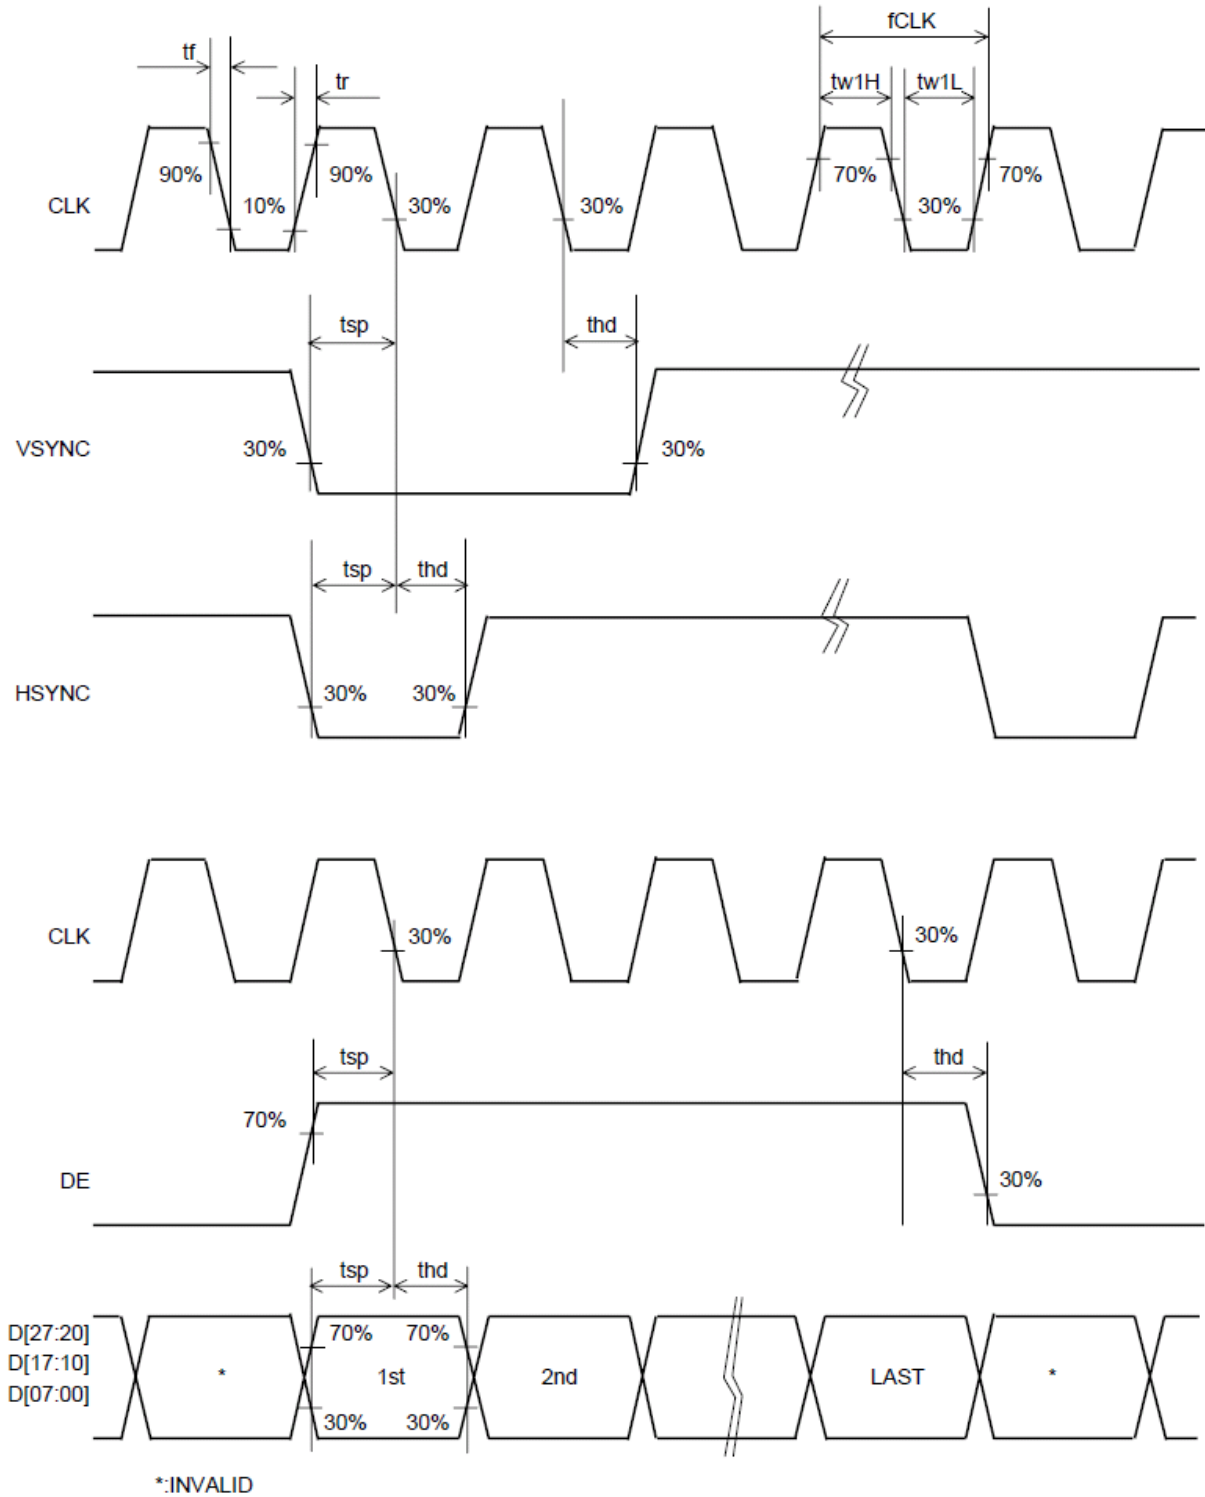 fCLK
tf
tr
tw1H tw1L
90% 10% 90% 30% 30% 70% 30% 70%
CLK
tsp thd
VSYNC 30% 30%
tsp thd
HSYNC 30% 30%
CLK 30% 30%
tsp thd
70%
DE 30%
tsp thd
D[27:20] 70% 70%
D[17:10] * 1st 2nd LAST *
D[07:00]
30% 30%
*:INVALID